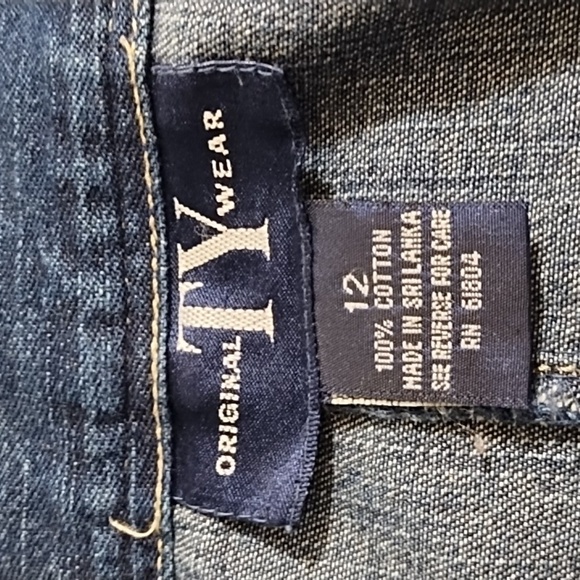 ORIGINAL TY WEAR
12
100% COTTON
MADE IN SRI LANKA
SEE REVERSE FOR CARE
RN 61804